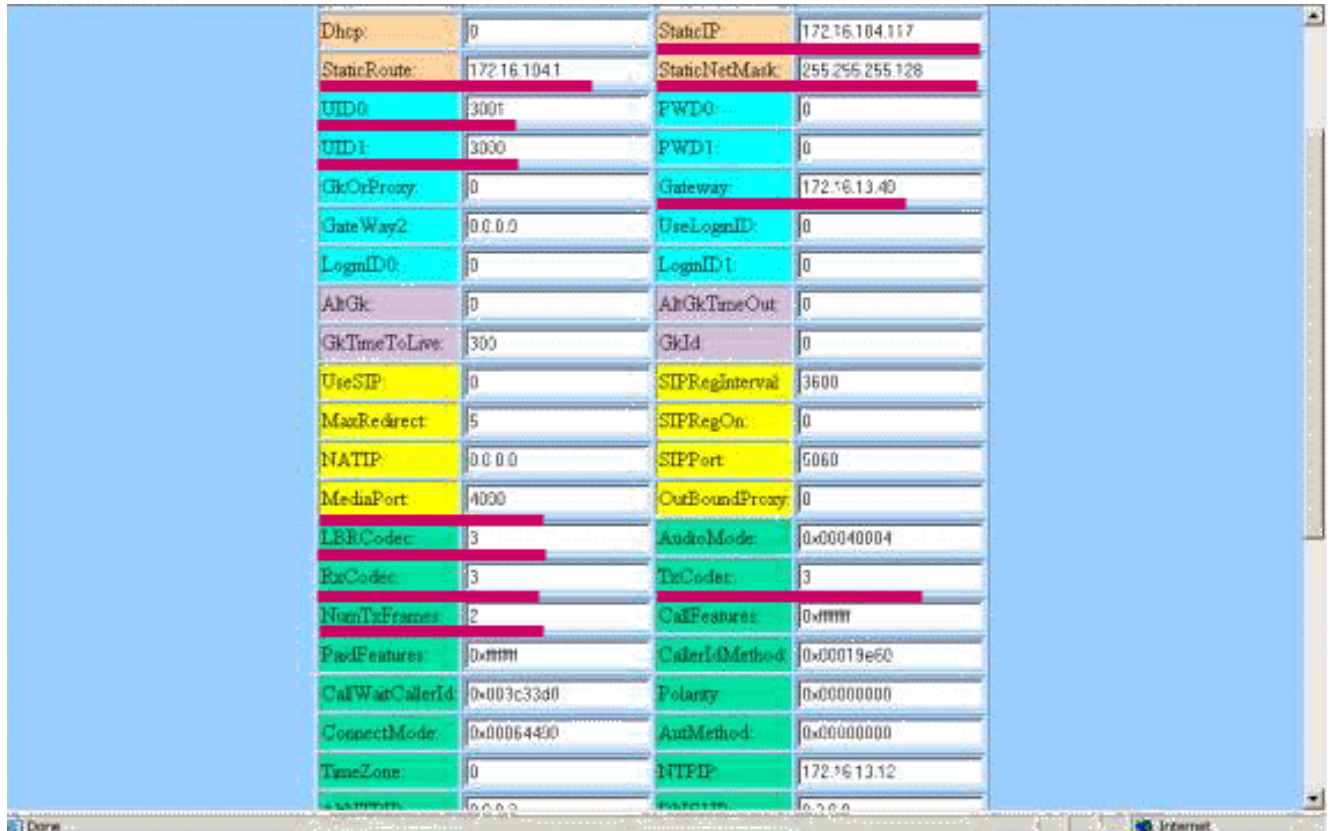 Dhcp: 0 StaticIP: 172.16.104.117
StaticRoute: 172.16.104.1 StaticNetMask: 255.255.255.128
UID0: 3001 PWD0: 0
UID1: 3000 PWD1: 0
GkOrProxy: 0 Gateway: 172.16.13.40
GateWay2: 0.0.0.0 UseLoginID: 0
LoginID0: 0 LoginID1: 0
AltGk: 0 AltGkTimeOut: 0
GkTimeToLive: 300 GkId: 0
UseSIP: 0 SIPRegInterval: 3600
MaxRedirect: 5 SIPRegOn: 0
NATIP: 0.0.0.0 SIPPort: 5060
MediaPort: 4000 OutBoundProxy: 0
LBRCodec: 3 AudioMode: 0x00040004
RxCodec: 3 TxCodec: 3
NumTxFrames: 2 CallFeatures: 0xffffffff
PaidFeatures: 0xffffffff CallerIdMethod: 0x00019e60
CallWaitCallerId: 0x003c33d0 Polarity: 0x00000000
ConnectMode: 0x00064400 AutMethod: 0x00000000
TimeZone: 0 NTPIP: 172.16.13.12
Done Internet